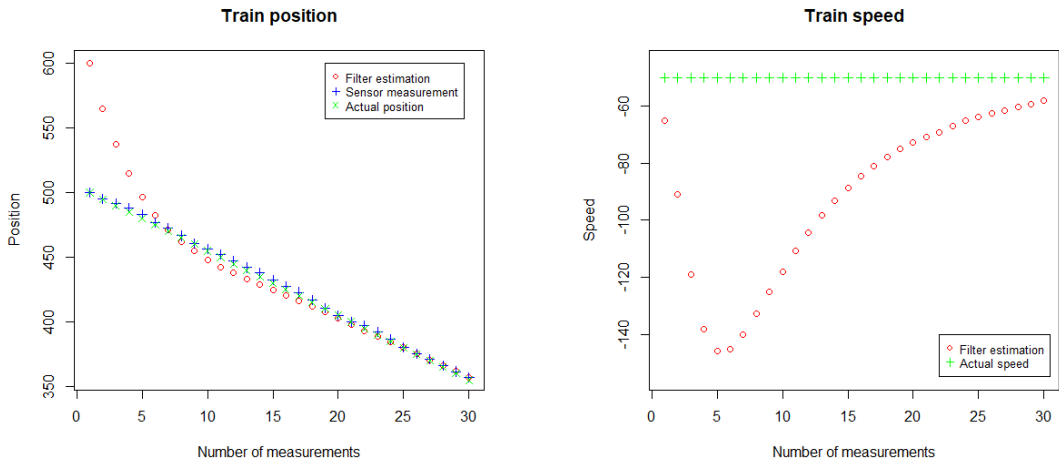 Train position
600
550
500
450
400
350
Position
Filter estimation
Sensor measurement
Actual position
0 5 10 15 20 25 30
Number of measurements
Train speed
-60
-80
-100
-120
-140
Speed
Filter estimation
Actual speed
0 5 10 15 20 25 30
Number of measurements